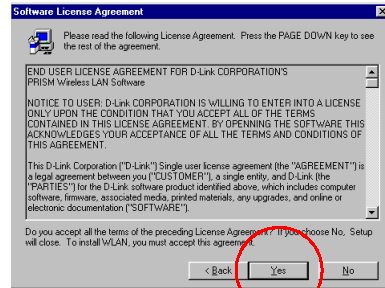 Software License Agreement
Please read the following License Agreement. Press the PAGE DOWN key to see
the rest of the agreement.
END USER LICENSE AGREEMENT FOR D-Link CORPORATION'S
PRISM Wireless LAN Software
NOTICE TO USER: D-Link CORPORATION IS WILLING TO ENTER INTO A LICENSE
ONLY UPON THE CONDITION THAT YOU ACCEPT ALL OF THE TERMS
CONTAINED IN THIS LICENSE AGREEMENT. BY OPENING THE SOFTWARE THIS
ACKNOWLEDGES YOUR ACCEPTANCE OF ALL THE TERMS AND CONDITIONS OF
THIS AGREEMENT.
This D-Link Corporation ("D-Link") Single user license agreement (the "AGREEMENT") is
a legal agreement between you ("CUSTOMER"), a single entity, and D-Link (the
"PARTIES") for the D-Link software product identified above, which includes computer
software, firmware, associated media, printed materials, any upgrades, and online or
electronic documentation ("SOFTWARE").
Do you accept all the terms of the preceding License Agreement? If you choose No, Setup
will close. To install WLAN, you must accept this agreement.
< Back
Yes
No